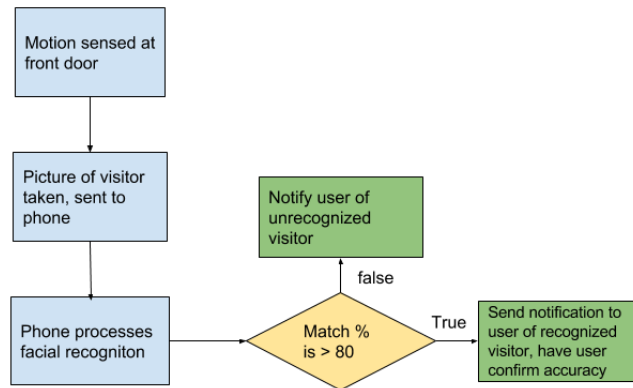 Motion sensed at
front door
Picture of visitor
taken, sent to
phone
Notify user of
unrecognized
visitor
false
Phone processes
facial recogniton
Match %
is > 80
True
Send notification to
user of recognized
visitor, have user
confirm accuracy